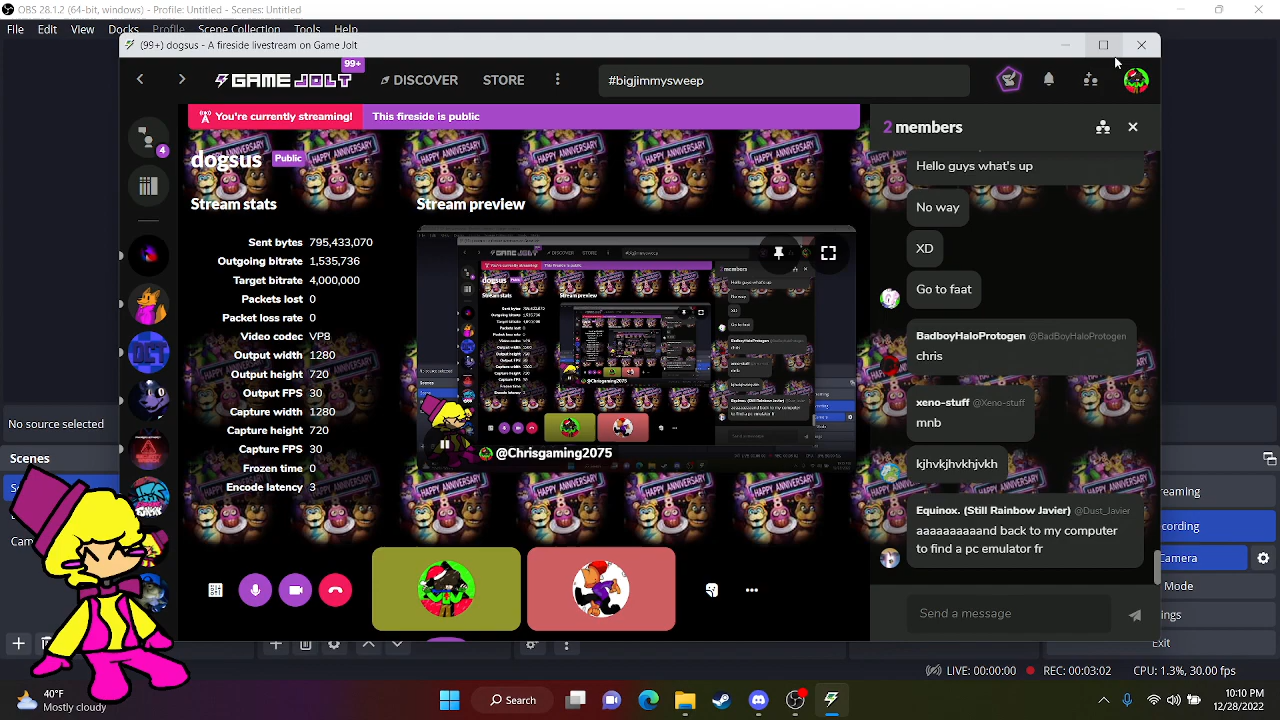 OBS 28.1.2 (64-bit, windows) - Profile: Untitled - Scenes: Untitled
File Edit View Docks Profile Scene Collection Tools Help
(99+) dogsus - A fireside livestream on Game Jolt
99+
GAME JOLT
DISCOVER
STORE
#bigjimmysweep
You're currently streaming!
This fireside is public
dogsus Public
Stream stats
Sent bytes 795,433,070
Outgoing bitrate 1,535,736
Target bitrate 4,000,000
Packets lost 0
Packet loss rate 0
Video codec VP8
Output width 1280
Output height 720
Output FPS 30
Capture width 1280
Capture height 720
Capture FPS 30
Frozen time 0
Encode latency 3
Stream preview
@Chrisgaming2075
4
OCT
2 members
Hello guys what's up
No way
XD
Go to faat
BadBoyHaloProtogen @BadBoyHaloProtogen
chris
xeno-stuff @Xeno-stuff
mnb
kjhvkjhvkhjvkh
Equinox. (Still Rainbow Javier) @Dust_Javier
aaaaaaaaand back to my computer
to find a pc emulator fr
Send a message
No source selected
Scenes
Sc
Cam
reaming
cording
Camera
Mode
ngs
Exit
LIVE: 00:00:00
REC: 00:03:02
CPU: 1.3%, 30.00 fps
40°F
Mostly cloudy
Search
10:10 PM
12/28/2022